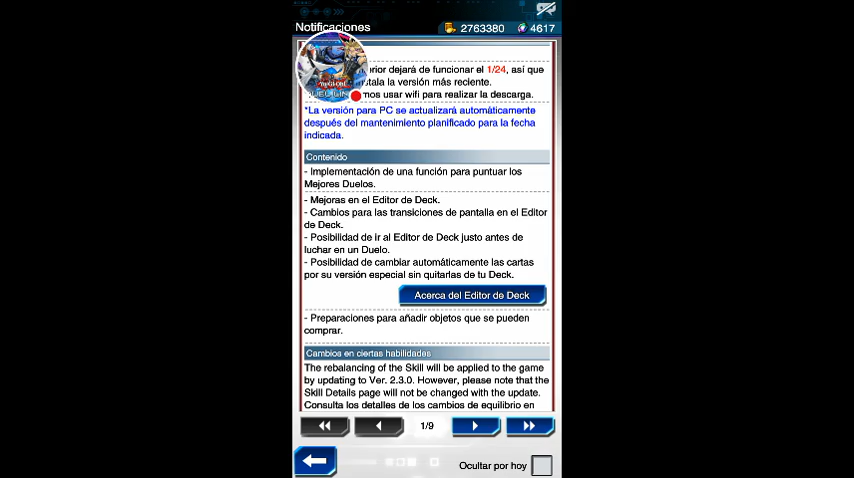 Notificaciones
2763380
4617
erior dejará de funcionar el 1/24, así que
stala la versión más reciente.
mos usar wifi para realizar la descarga.
*La versión para PC se actualizará automáticamente
después del mantenimiento planificado para la fecha
indicada.
Contenido
- Implementación de una función para puntuar los
Mejores Duelos.
- Mejoras en el Editor de Deck.
- Cambios para las transiciones de pantalla en el Editor
de Deck.
- Posibilidad de ir al Editor de Deck justo antes de
luchar en un Duelo.
- Posibilidad de cambiar automáticamente las cartas
por su versión especial sin quitarlas de tu Deck.
Acerca del Editor de Deck
- Preparaciones para añadir objetos que se pueden
comprar.
Cambios en ciertas habilidades
The rebalancing of the Skill will be applied to the game
by updating to Ver. 2.3.0. However, please note that the
Skill Details page will not be changed with the update.
Consulta los detalles de los cambios de equilibrio en
1/9
Ocultar por hoy